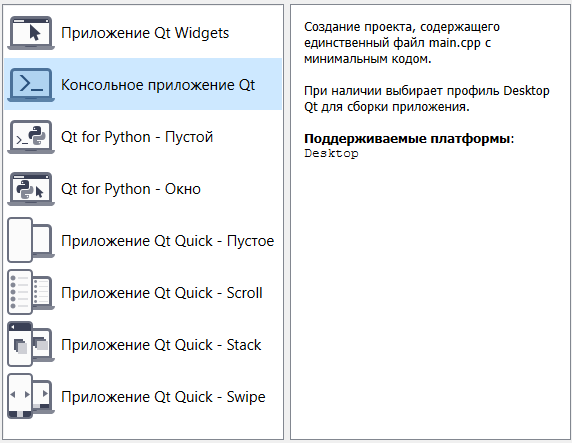 Приложение Qt Widgets
Консольное приложение Qt
Qt for Python - Пустой
Qt for Python - Окно
Приложение Qt Quick - Пустое
Приложение Qt Quick - Scroll
Приложение Qt Quick - Stack
Приложение Qt Quick - Swipe
Создание проекта, содержащего
единственный файл main.cpp с
минимальным кодом.
При наличии выбирает профиль Desktop
Qt для сборки приложения.
Поддерживаемые платформы:
Desktop